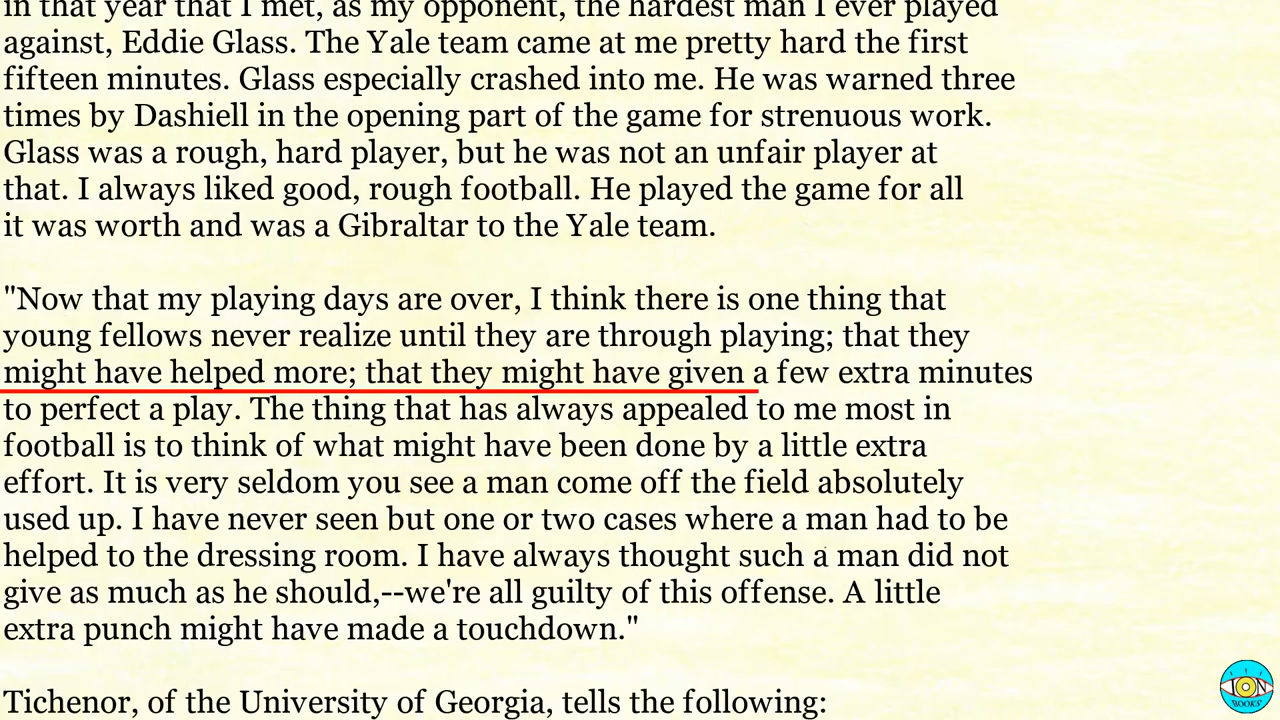 in that year that I met, as my opponent, the hardest man I ever played
against, Eddie Glass. The Yale team came at me pretty hard the first
fifteen minutes. Glass especially crashed into me. He was warned three
times by Dashiell in the opening part of the game for strenuous work.
Glass was a rough, hard player, but he was not an unfair player at
that. I always liked good, rough football. He played the game for all
it was worth and was a Gibraltar to the Yale team.
"Now that my playing days are over, I think there is one thing that
young fellows never realize until they are through playing; that they
might have helped more; that they might have given a few extra minutes
to perfect a play. The thing that has always appealed to me most in
football is to think of what might have been done by a little extra
effort. It is very seldom you see a man come off the field absolutely
used up. I have never seen but one or two cases where a man had to be
helped to the dressing room. I have always thought such a man did not
give as much as he should,--we're all guilty of this offense. A little
extra punch might have made a touchdown."
Tichenor, of the University of Georgia, tells the following:
ION
BOOKS